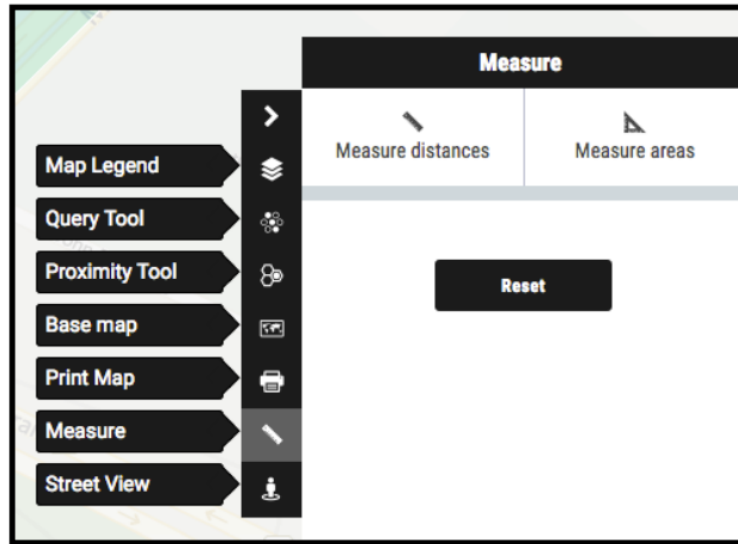 Measure
Measure distances
Measure areas
Reset
Map Legend
Query Tool
Proximity Tool
Base map
Print Map
Measure
Street View